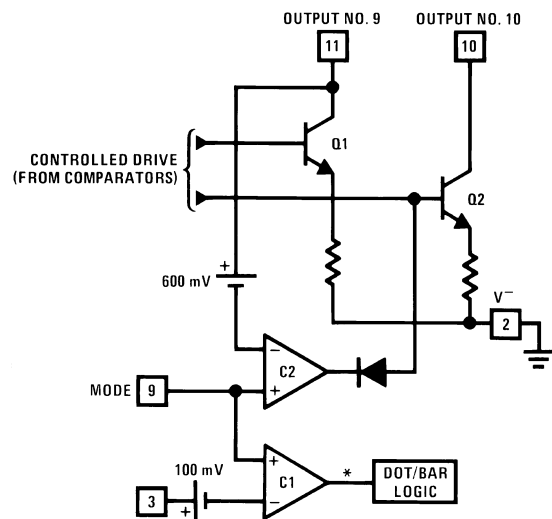 OUTPUT NO. 9
OUTPUT NO. 10
11
10
Q1
CONTROLLED DRIVE
(FROM COMPARATORS)
Q2
+
600 mV
V−
2
−
C2
+
MODE
9
+
C1
−
*
DOT/BAR
LOGIC
100 mV
3
+